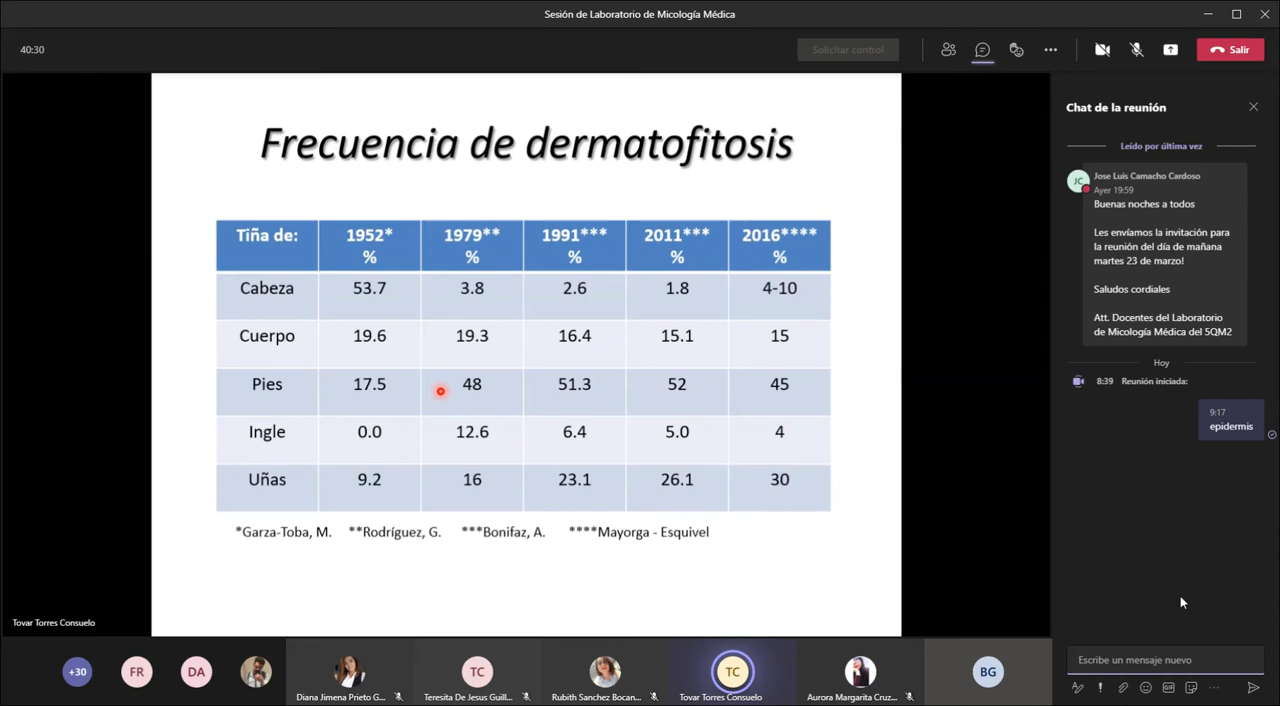 Sesión de Laboratorio de Micología Médica
40:30
Solicitar control
Salir
Frecuencia de dermatofitosis
Tiña de: 1952* % 1979** % 1991*** % 2011*** % 2016**** %
Cabeza 53.7 3.8 2.6 1.8 4-10
Cuerpo 19.6 19.3 16.4 15.1 15
Pies 17.5 48 51.3 52 45
Ingle 0.0 12.6 6.4 5.0 4
Uñas 9.2 16 23.1 26.1 30
*Garza-Toba, M. **Rodríguez, G. ***Bonifaz, A. ****Mayorga - Esquivel
Tovar Torres Consuelo
Chat de la reunión
Leído por última vez
JC
Jose Luis Camacho Cardoso
Ayer 19:59
Buenas noches a todos
Les envíamos la invitación para
la reunión del día de mañana
martes 23 de marzo!
Saludos cordiales
Att. Docentes del Laboratorio
de Micología Médica del 5QM2
Hoy
8:39 Reunión iniciada:
9:17
epidermis
Escribe un mensaje nuevo
GIF
+30
FR
DA
Diana Jimena Prieto G...
TC
Teresita De Jesus Guill...
Rubith Sanchez Bocan...
TC
Tovar Torres Consuelo
Aurora Margarita Cruz...
BG